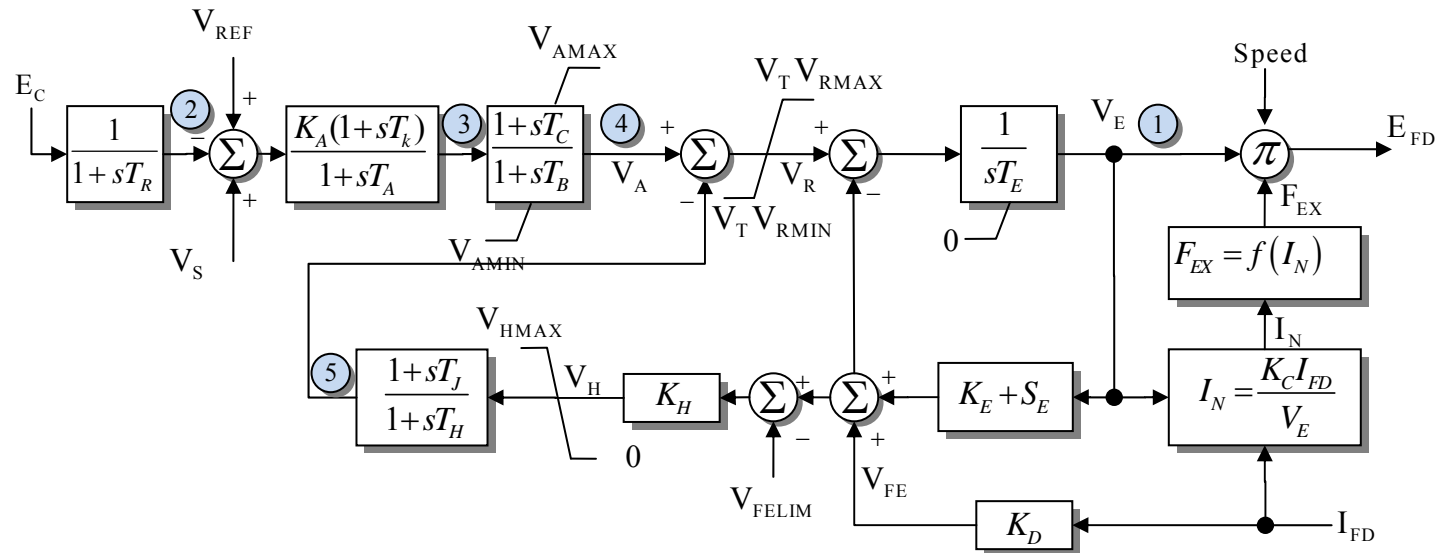 V_REF
V_AMAX
V_T V_RMAX
Speed
E_C
2
3
4
V_E
1
E_FD
+
−
Σ
+
V_S
1
1 + sT_R
K_A(1 + sT_k)
1 + sT_A
1 + sT_C
1 + sT_B
V_A
+
Σ
−
V_R
+
Σ
−
1
sT_E
π
V_AMIN
V_T V_RMIN
0
F_EX
F_EX = f(I_N)
I_N
V_HMAX
5
1 + sT_J
1 + sT_H
V_H
0
K_H
Σ
+
−
V_FELIM
Σ
+
+
V_FE
K_E + S_E
I_N = K_C I_FD
V_E
K_D
I_FD